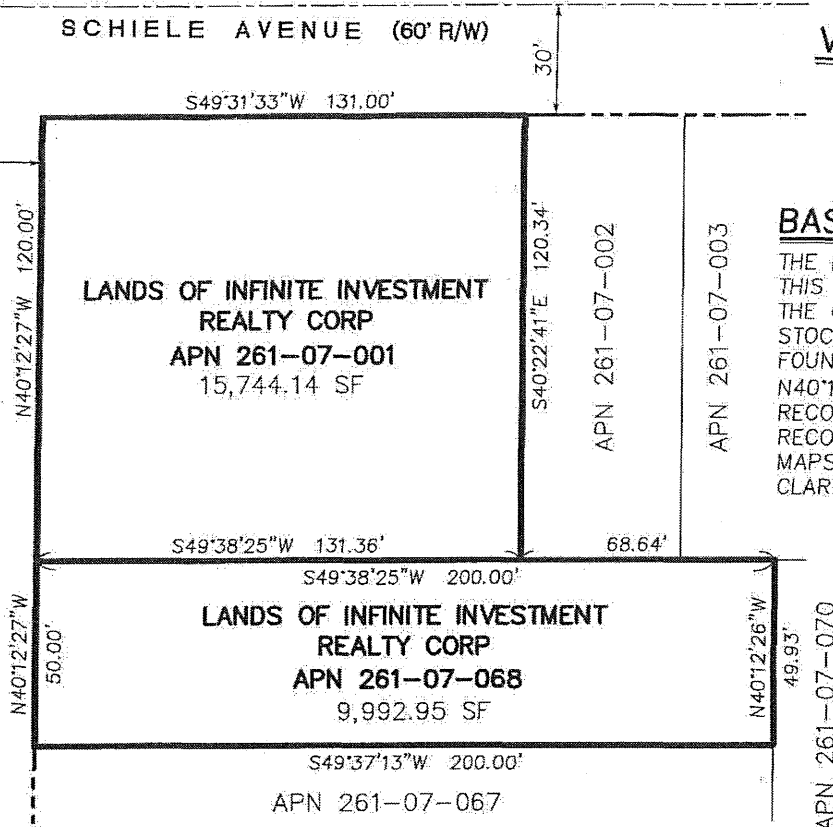 SCHIELE AVENUE (60' R/W)
30'
S49°31'33"W 131.00'
N40°12'27"W 120.00'
S40°22'41"E 120.34'
LANDS OF INFINITE INVESTMENT
REALTY CORP
APN 261-07-001
15,744.14 SF
APN 261-07-002
APN 261-07-003
BAS
THE
THIS
THE
STOC
FOUN
N40°1
RECO
RECO
MAPS
CLAR
S49°38'25"W 131.36'
68.64'
S49°38'25"W 200.00'
N40°12'27"W
50.00'
LANDS OF INFINITE INVESTMENT
REALTY CORP
APN 261-07-068
9,992.95 SF
N40°12'26"W
49.93'
APN 261-07-070
S49°37'13"W 200.00'
APN 261-07-067